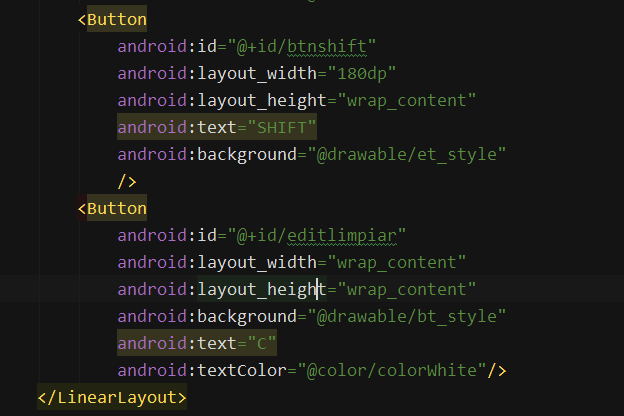 <Button
android:id="@+id/btnshift"
android:layout_width="180dp"
android:layout_height="wrap_content"
android:text="SHIFT"
android:background="@drawable/et_style"
/>
<Button
android:id="@+id/editlimpiar"
android:layout_width="wrap_content"
android:layout_height="wrap_content"
android:background="@drawable/bt_style"
android:text="C"
android:textColor="@color/colorWhite"/>
</LinearLayout>